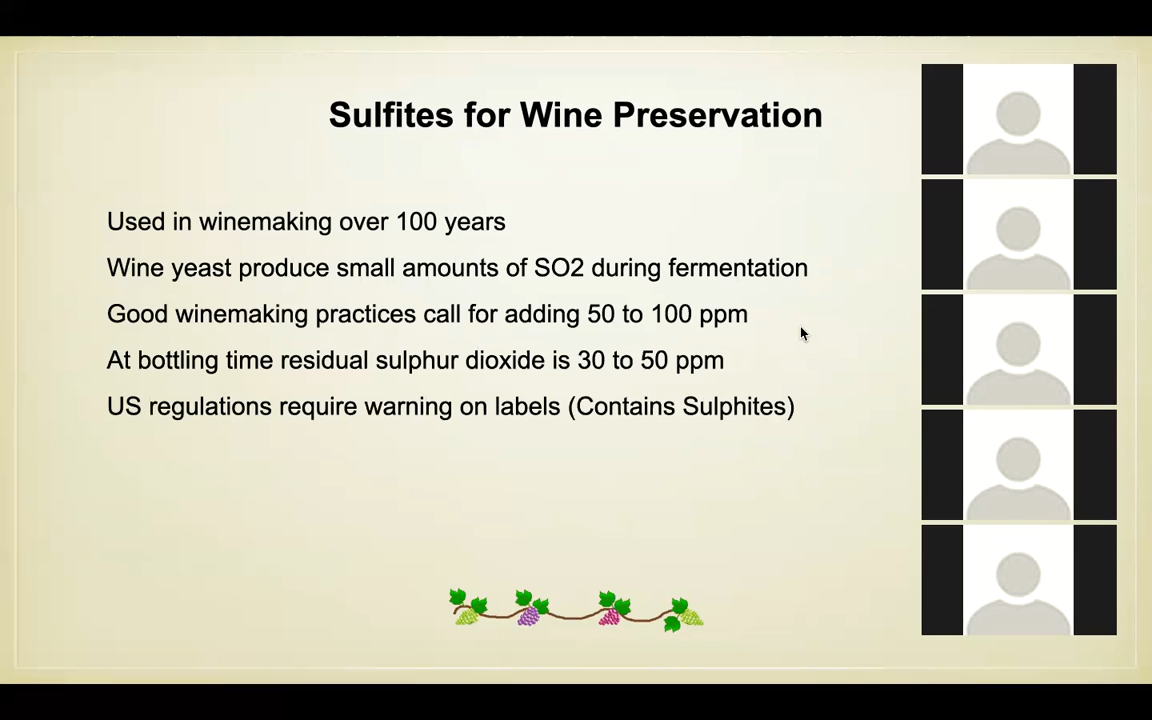 Sulfites for Wine Preservation
Used in winemaking over 100 years
Wine yeast produce small amounts of SO2 during fermentation
Good winemaking practices call for adding 50 to 100 ppm
At bottling time residual sulphur dioxide is 30 to 50 ppm
US regulations require warning on labels (Contains Sulphites)